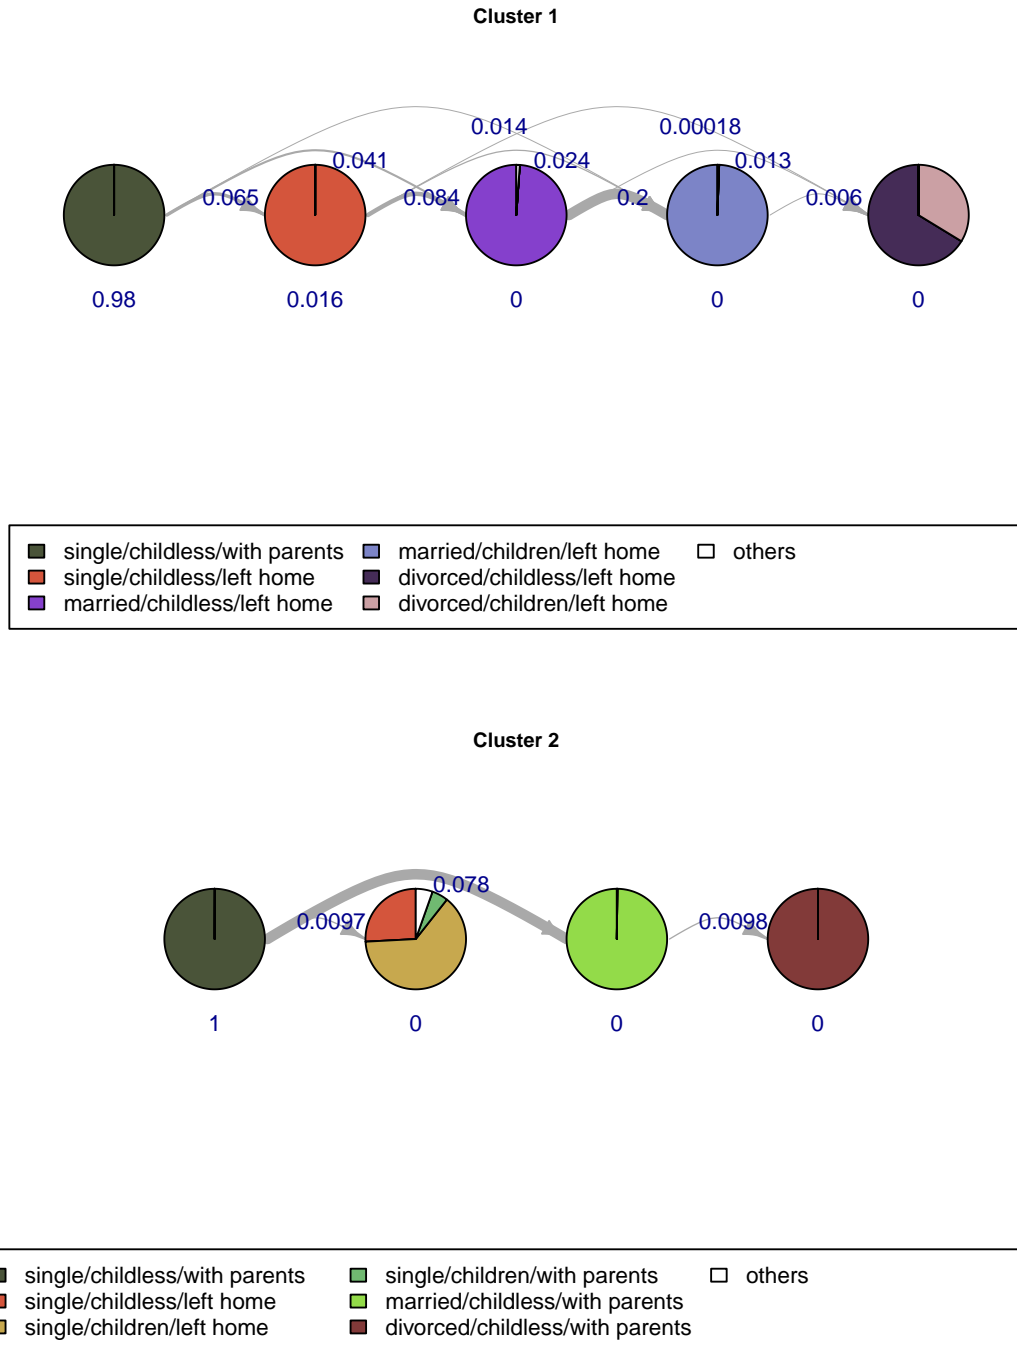 Cluster 1
0.014 0.00018
0.041 0.024 0.013
0.065 0.084 0.2 0.006
0.98 0.016 0 0 0
single/childless/with parents married/children/left home others
single/childless/left home divorced/childless/left home
married/childless/left home divorced/children/left home
Cluster 2
0.078
0.0097 0.0098
1 0 0 0
single/childless/with parents single/children/with parents others
single/childless/left home married/childless/with parents
single/children/left home divorced/childless/with parents